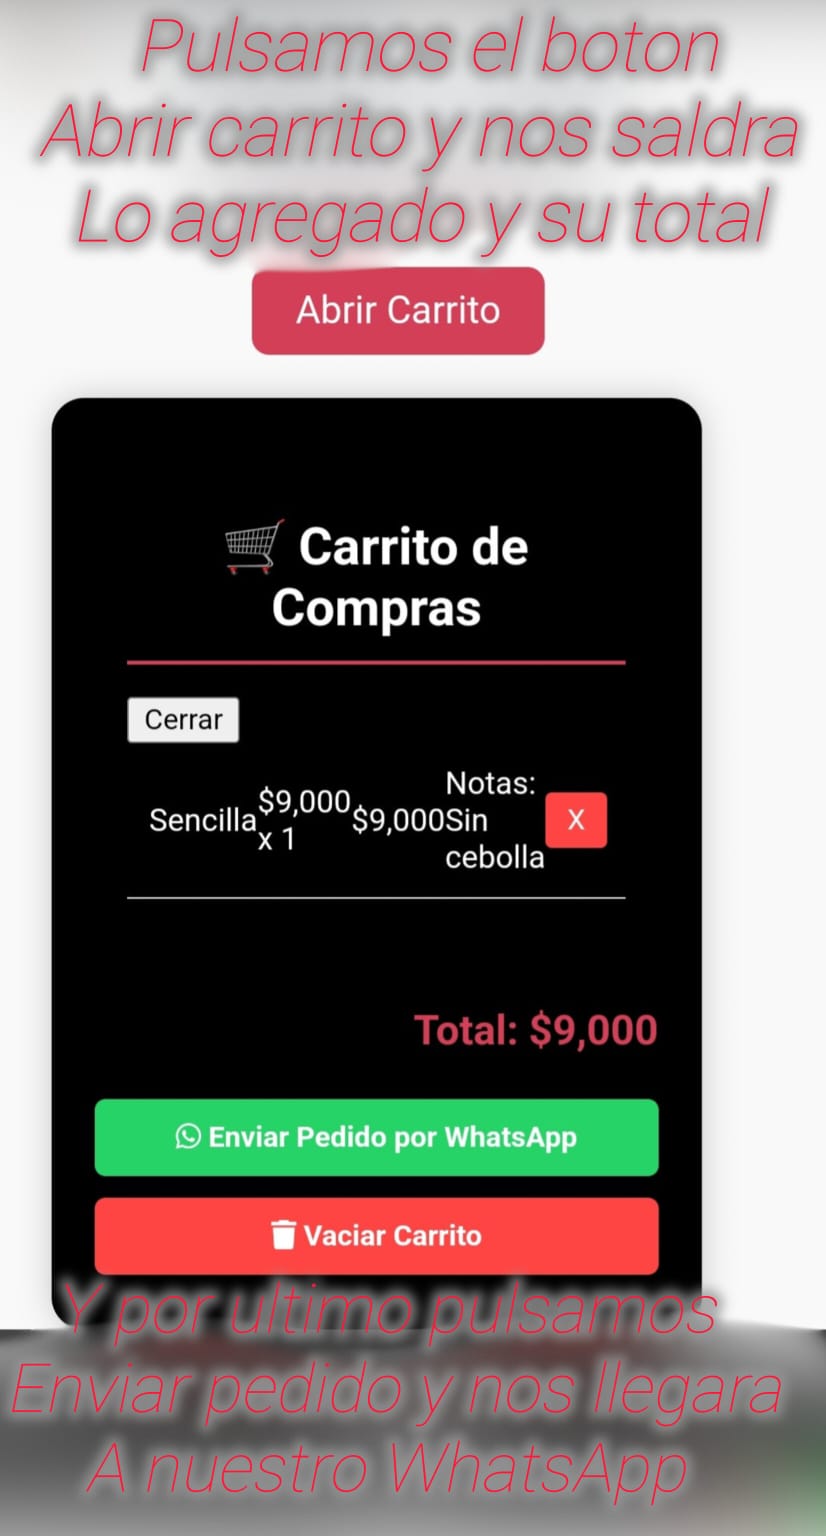 Pulsamos el boton
Abrir carrito y nos saldra
Lo agregado y su total
Abrir Carrito
Carrito de
Compras
Cerrar
Sencilla $9,000 x 1 $9,000 Notas: Sin cebolla X
Total: $9,000
Enviar Pedido por WhatsApp
Vaciar Carrito
Y por ultimo pulsamos
Enviar pedido y nos llegara
A nuestro WhatsApp